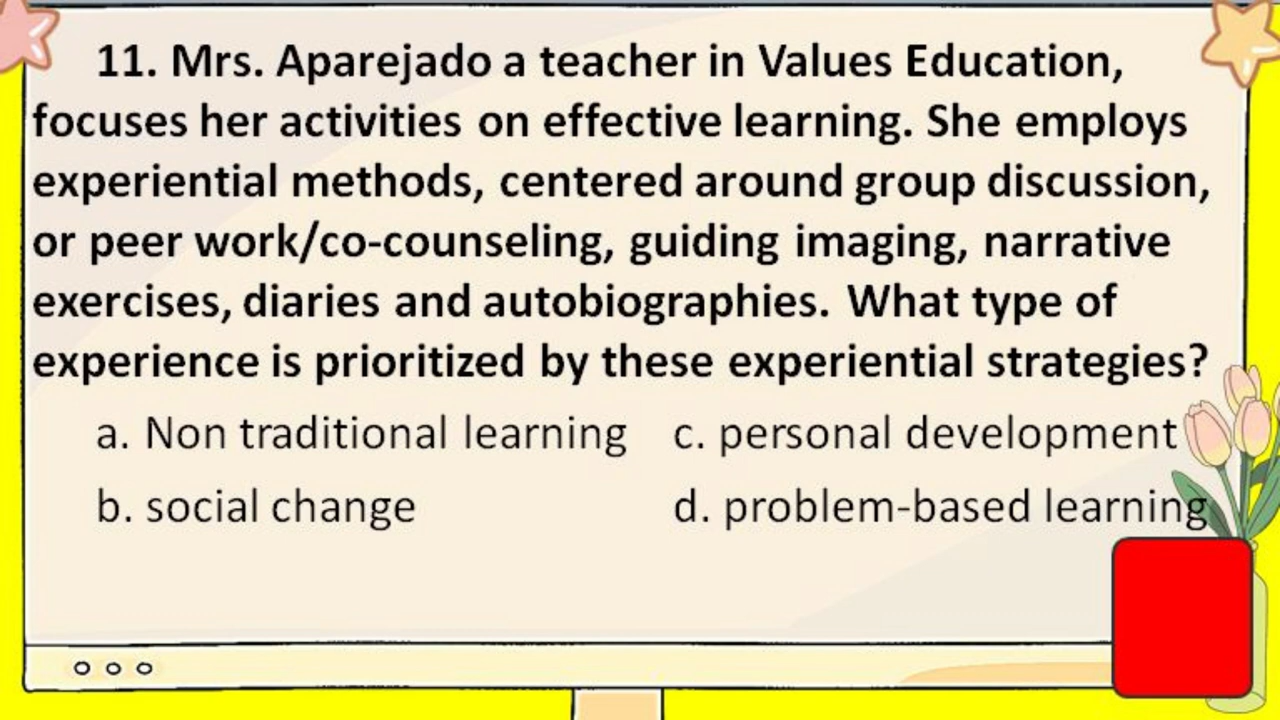 11. Mrs. Aparejado a teacher in Values Education,
focuses her activities on effective learning. She employs
experiential methods, centered around group discussion,
or peer work/co-counseling, guiding imaging, narrative
exercises, diaries and autobiographies. What type of
experience is prioritized by these experiential strategies?
a. Non traditional learning c. personal development
b. social change d. problem-based learning